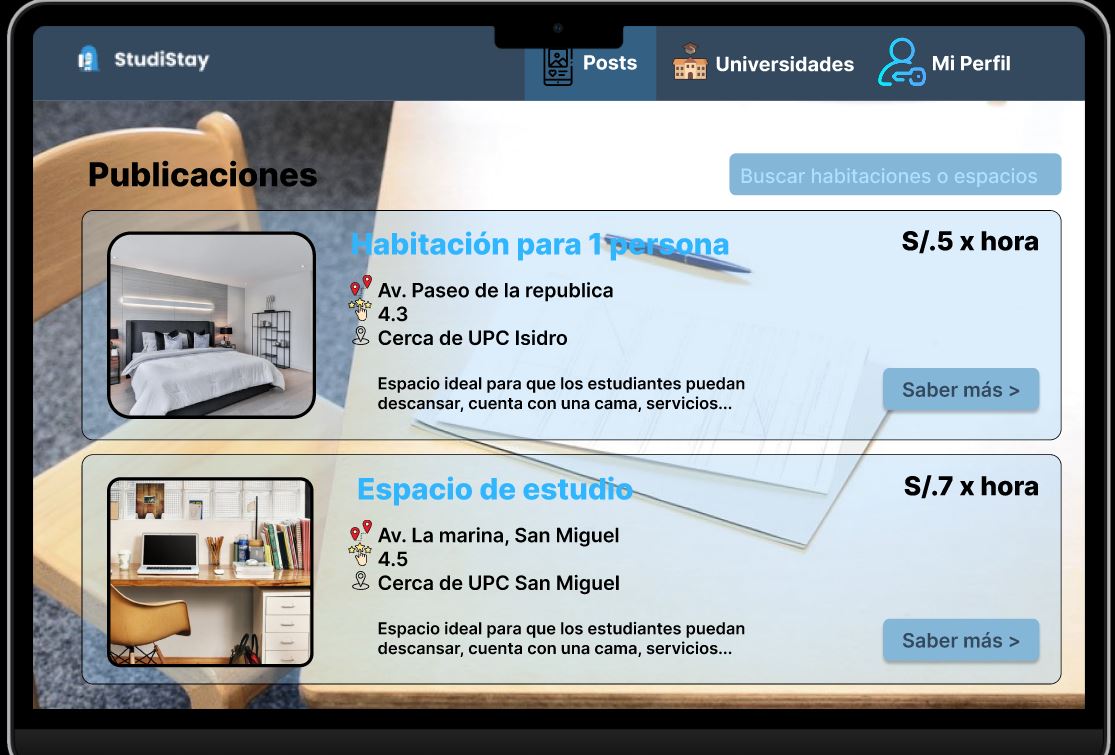 StudiStay
Posts
Universidades
Mi Perfil
Publicaciones
Buscar habitaciones o espacios
Habitación para 1 persona
S/.5 x hora
Av. Paseo de la republica
4.3
Cerca de UPC Isidro
Espacio ideal para que los estudiantes puedan
descansar, cuenta con una cama, servicios...
Saber más >
Espacio de estudio
S/.7 x hora
Av. La marina, San Miguel
4.5
Cerca de UPC San Miguel
Espacio ideal para que los estudiantes puedan
descansar, cuenta con una cama, servicios...
Saber más >